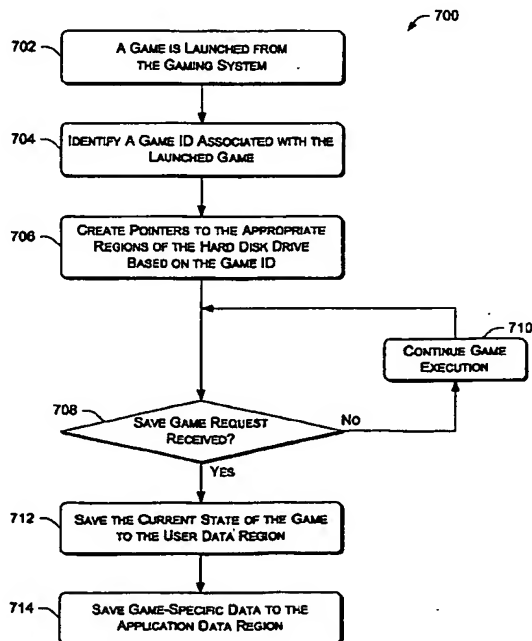 700
702
A GAME IS LAUNCHED FROM
THE GAMING SYSTEM
704
IDENTIFY A GAME ID ASSOCIATED WITH THE
LAUNCHED GAME
706
CREATE POINTERS TO THE APPROPRIATE
REGIONS OF THE HARD DISK DRIVE
BASED ON THE GAME ID
710
CONTINUE GAME
EXECUTION
708
SAVE GAME REQUEST
RECEIVED?
NO
YES
712
SAVE THE CURRENT STATE OF THE GAME
TO THE USER DATA REGION
714
SAVE GAME-SPECIFIC DATA TO THE
APPLICATION DATA REGION